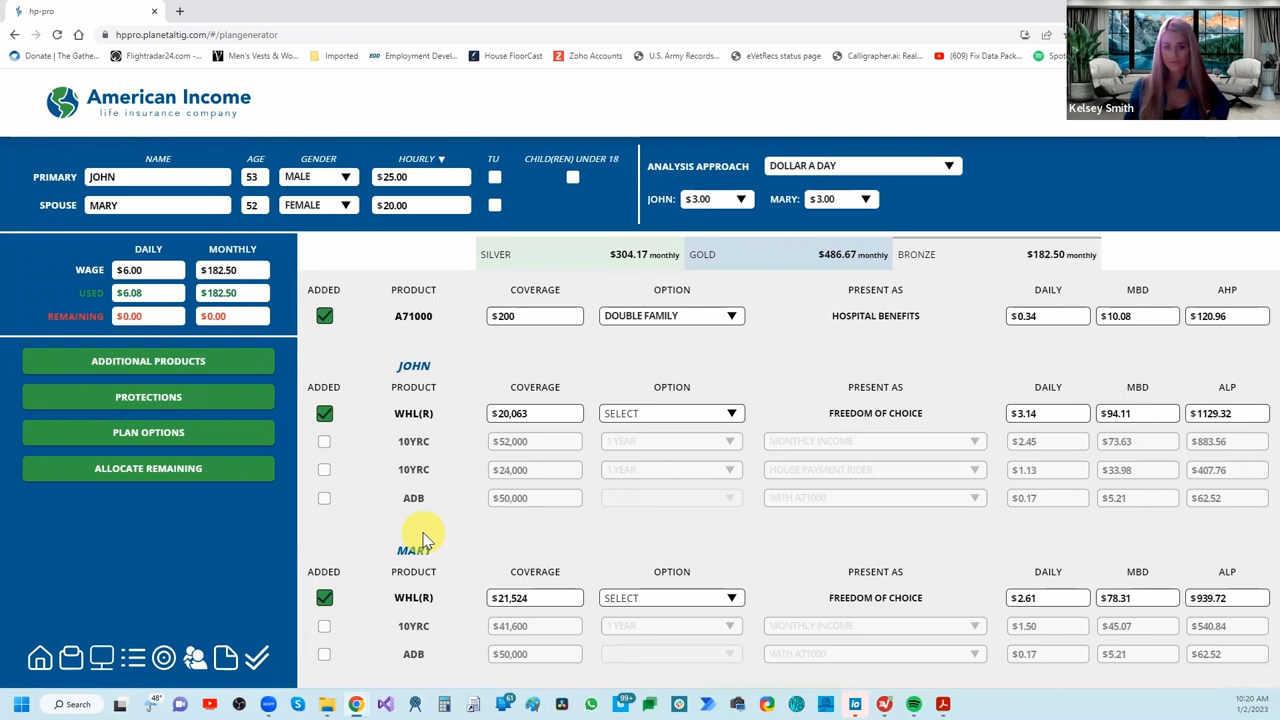 hp-pro
hppro.planetaltig.com/#/plangenerator
Donate | The Gathe... Flightradar24.com -... Men's Vests & Wo... Imported EDD Employment Devel... House FloorCast Zoho Accounts U.S. Army Records... eVetRecs status page Calligrapher.ai: Real... (609) Fix Data Pack... Spot
Kelsey Smith
American Income
life insurance company
NAME AGE GENDER HOURLY ▼ TU CHILD(REN) UNDER 18
PRIMARY JOHN 53 MALE $25.00
SPOUSE MARY 52 FEMALE $20.00
ANALYSIS APPROACH DOLLAR A DAY
JOHN: $3.00 MARY: $3.00
DAILY MONTHLY
WAGE $6.00 $182.50
USED $6.08 $182.50
REMAINING $0.00 $0.00
ADDITIONAL PRODUCTS
PROTECTIONS
PLAN OPTIONS
ALLOCATE REMAINING
SILVER $304.17 monthly GOLD $486.67 monthly BRONZE $182.50 monthly
ADDED PRODUCT COVERAGE OPTION PRESENT AS DAILY MBD AHP
A71000 $200 DOUBLE FAMILY HOSPITAL BENEFITS $0.34 $10.08 $120.96
JOHN
ADDED PRODUCT COVERAGE OPTION PRESENT AS DAILY MBD ALP
WHL(R) $20,063 SELECT FREEDOM OF CHOICE $3.14 $94.11 $1129.32
10YRC $52,000 1 YEAR MONTHLY INCOME $2.45 $73.63 $883.56
10YRC $24,000 1 YEAR HOUSE PAYMENT RIDER $1.13 $33.98 $407.76
ADB $50,000 WITH A71000 $0.17 $5.21 $62.52
MARY
ADDED PRODUCT COVERAGE OPTION PRESENT AS DAILY MBD ALP
WHL(R) $21,524 SELECT FREEDOM OF CHOICE $2.61 $78.31 $939.72
10YRC $41,600 1 YEAR MONTHLY INCOME $1.50 $45.07 $540.84
ADB $50,000 WITH A71000 $0.17 $5.21 $62.52
Search 48° 61 99+ 10:20 AM
1/2/2023